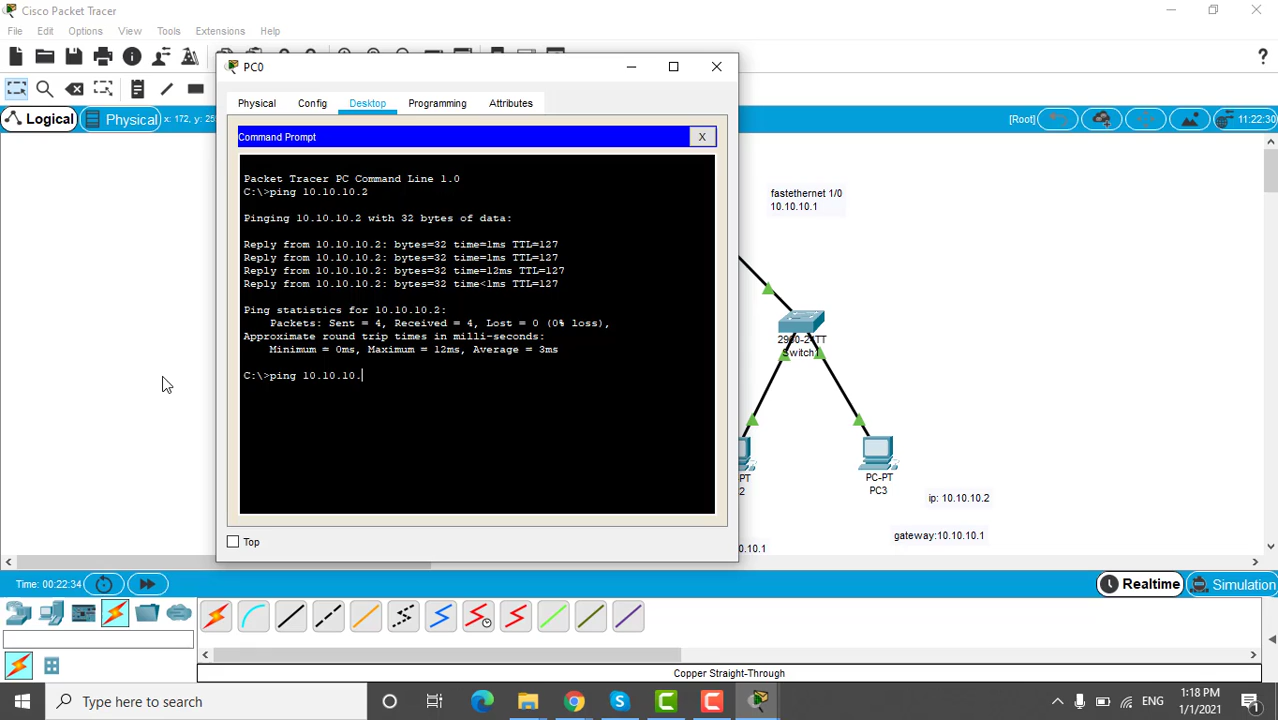 Cisco Packet Tracer
File Edit Options View Tools Extensions Help
PC0
Physical Config Desktop Programming Attributes
Logical Physical
[Root] 11:22:30
Command Prompt X
Packet Tracer PC Command Line 1.0
C:\>ping 10.10.10.2
Pinging 10.10.10.2 with 32 bytes of data:
Reply from 10.10.10.2: bytes=32 time=1ms TTL=127
Reply from 10.10.10.2: bytes=32 time=1ms TTL=127
Reply from 10.10.10.2: bytes=32 time=12ms TTL=127
Reply from 10.10.10.2: bytes=32 time<1ms TTL=127
Ping statistics for 10.10.10.2:
Packets: Sent = 4, Received = 4, Lost = 0 (0% loss),
Approximate round trip times in milli-seconds:
Minimum = 0ms, Maximum = 12ms, Average = 3ms
C:\>ping 10.10.10.
Top
fastethernet 1/0
10.10.10.1
Switch1
PC-PT
PC3
PT
2
ip: 10.10.10.2
gateway:10.10.10.1
0.10.1
Time: 00:22:34
Realtime Simulation
Copper Straight-Through
Type here to search
ENG
1:18 PM
1/1/2021
1